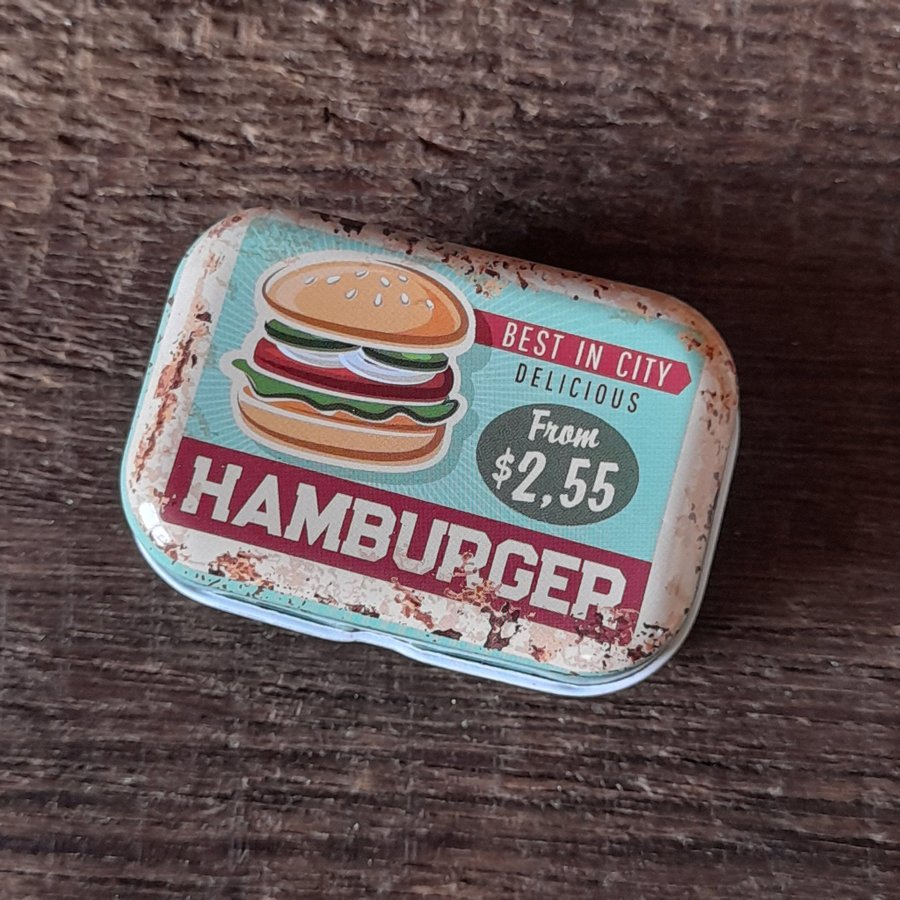 BEST IN CITY
DELICIOUS
From
$2,55
HAMBURGER